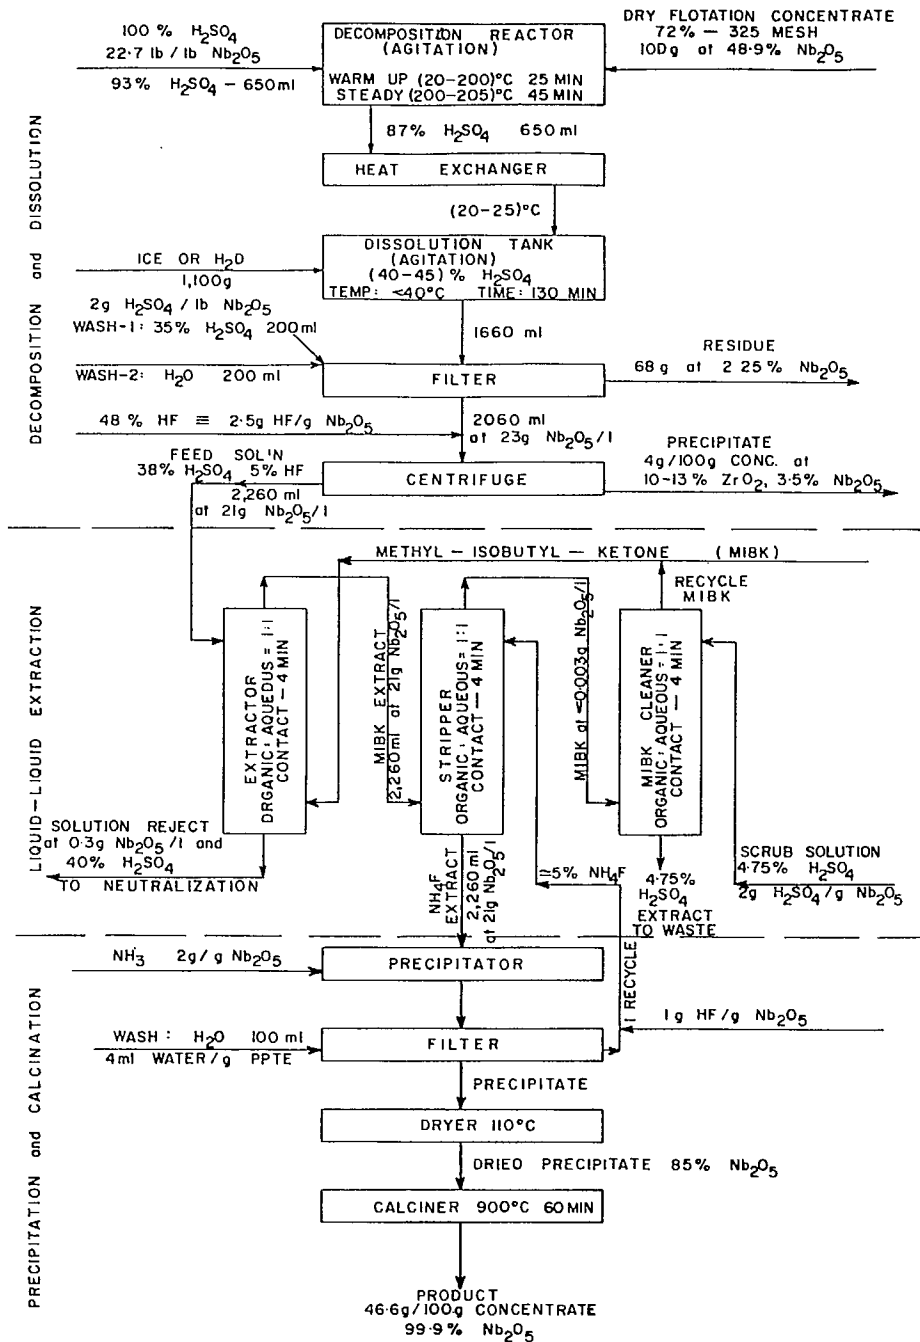 100 % H2SO4
22.7 lb / lb Nb2O5
93% H2SO4 – 650ml
DECOMPOSITION REACTOR
(AGITATION)
WARM UP (20-200)°C 25 MIN
STEADY (200-205)°C 45 MIN
DRY FLOTATION CONCENTRATE
72% – 325 MESH
100g at 48.9% Nb2O5
87% H2SO4 650 ml
HEAT EXCHANGER
(20-25)°C
DISSOLUTION TANK
(AGITATION)
(40-45)% H2SO4
TEMP: <40°C TIME: 130 MIN
ICE OR H2O
1,100g
2g H2SO4 / lb Nb2O5
WASH-1: 35% H2SO4 200ml
WASH-2: H2O 200 ml
1660 ml
FILTER
RESIDUE
68g at 2.25% Nb2O5
48% HF ≡ 2.5g HF/g Nb2O5
2060 ml
at 23g Nb2O5/l
FEED SOL'N
38% H2SO4 5% HF
2,260 ml
at 21g Nb2O5/l
CENTRIFUGE
PRECIPITATE
4g/100g CONC. at
10-13% ZrO2, 3.5% Nb2O5
DECOMPOSITION and DISSOLUTION
METHYL – ISOBUTYL – KETONE (MIBK)
RECYCLE
MIBK
EXTRACTOR
ORGANIC: AQUEOUS = 1:1
CONTACT – 4 MIN
MIBK EXTRACT
2,260ml at 21g Nb2O5/l
STRIPPER
ORGANIC: AQUEOUS = 1:1
CONTACT – 4 MIN
MIBK at <0.003g Nb2O5/l
MIBK CLEANER
ORGANIC: AQUEOUS = 1:1
CONTACT – 4 MIN
SOLUTION REJECT
at 0.3g Nb2O5/l and
40% H2SO4
TO NEUTRALIZATION
NH4F
EXTRACT
2,260 ml
at 21g Nb2O5/l
≅5% NH4F
4.75%
H2SO4
EXTRACT
TO WASTE
SCRUB SOLUTION
4.75% H2SO4
2g H2SO4/g Nb2O5
LIQUID-LIQUID EXTRACTION
NH3 2g/g Nb2O5
PRECIPITATOR
1 RECYCLE
1g HF/g Nb2O5
WASH: H2O 100 ml
4ml WATER/g PPTE
FILTER
PRECIPITATE
DRYER 110°C
DRIED PRECIPITATE 85% Nb2O5
CALCINER 900°C 60 MIN
PRODUCT
46.6g/100g CONCENTRATE
99.9% Nb2O5
PRECIPITATION and CALCINATION